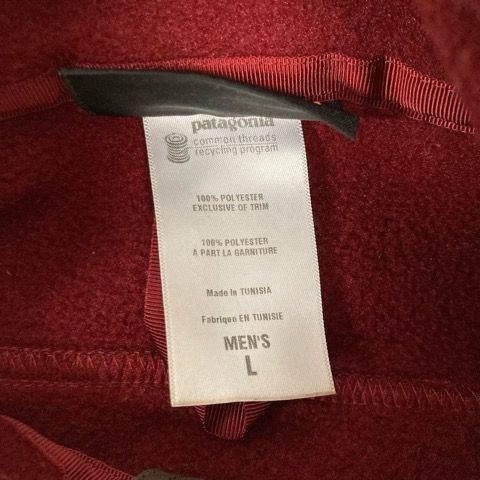 patagonia
common threads
recycling program
100% POLYESTER
EXCLUSIVE OF TRIM
100% POLYESTER
A PART LA GARNITURE
Made in TUNISIA
Fabrique EN TUNISIE
MEN'S
L